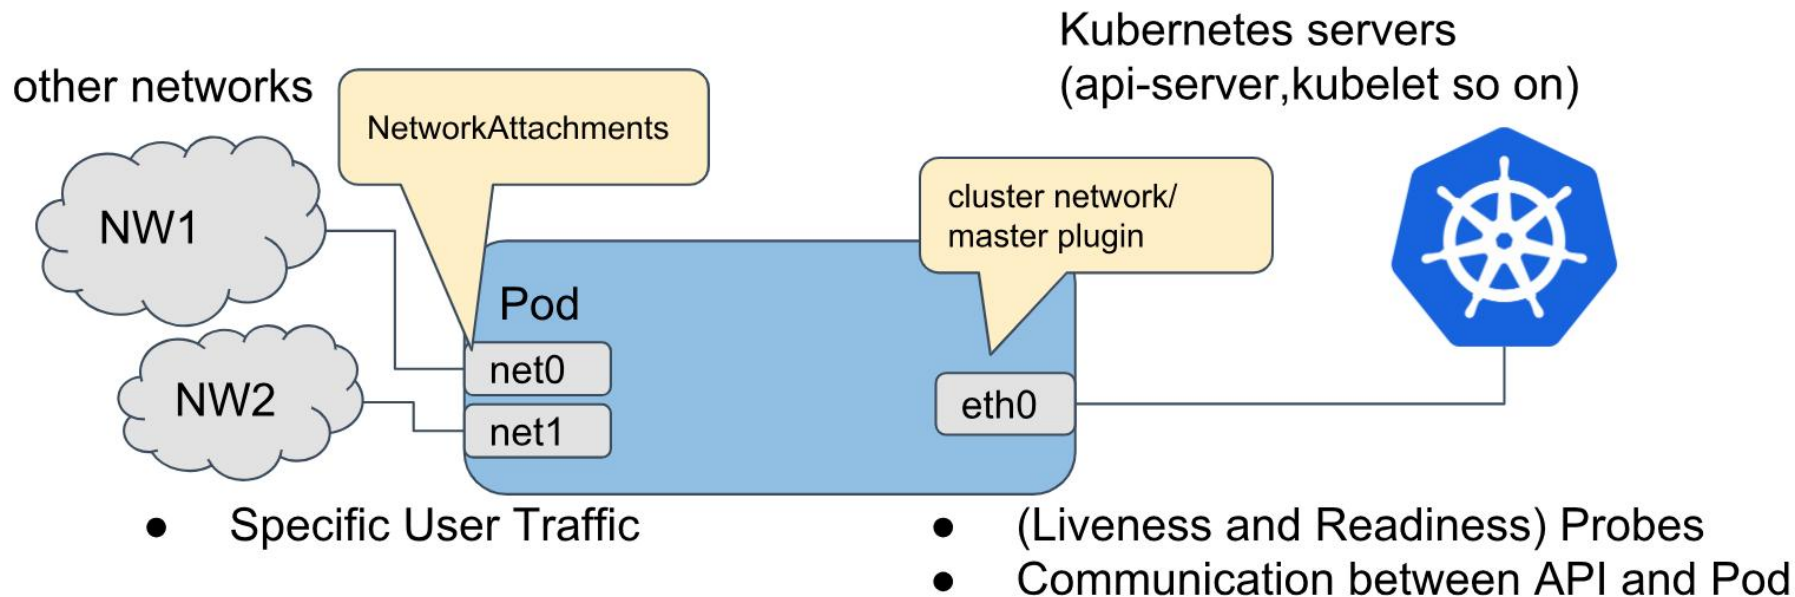 Kubernetes servers
(api-server,kubelet so on)
other networks
NetworkAttachments
cluster network/
master plugin
NW1
Pod
net0
NW2
net1
eth0
● Specific User Traffic
● (Liveness and Readiness) Probes
● Communication between API and Pod